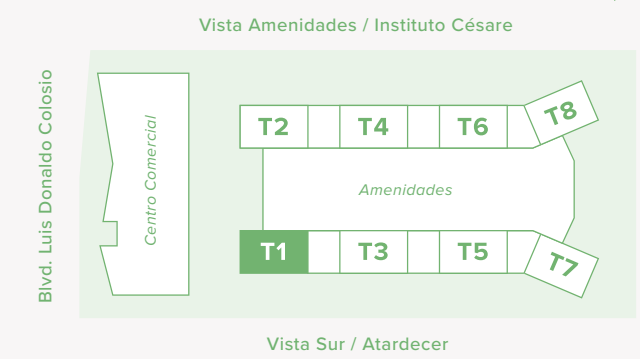 Vista Amenidades / Instituto Césare
Blvd. Luis Donaldo Colosio
Centro Comercial
T2
T4
T6
T8
Amenidades
T1
T3
T5
T7
Vista Sur / Atardecer